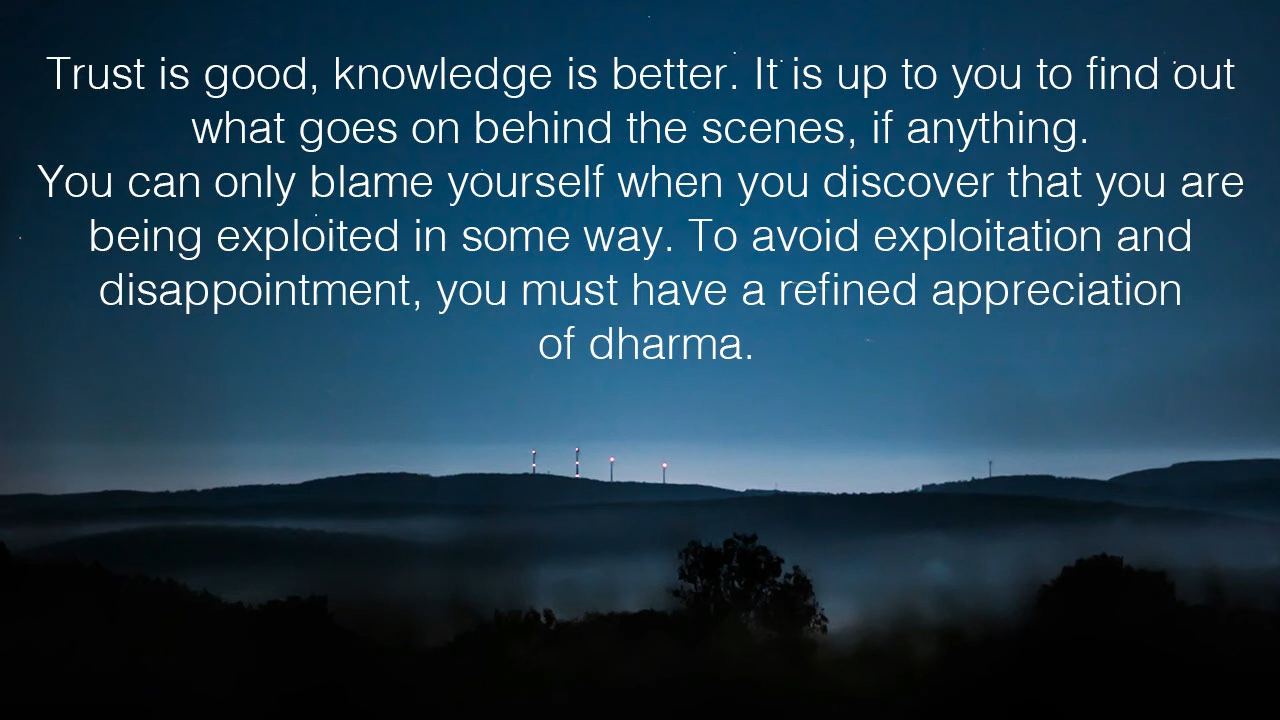 Trust is good, knowledge is better. It is up to you to find out
what goes on behind the scenes, if anything.
You can only blame yourself when you discover that you are
being exploited in some way. To avoid exploitation and
disappointment, you must have a refined appreciation
of dharma.